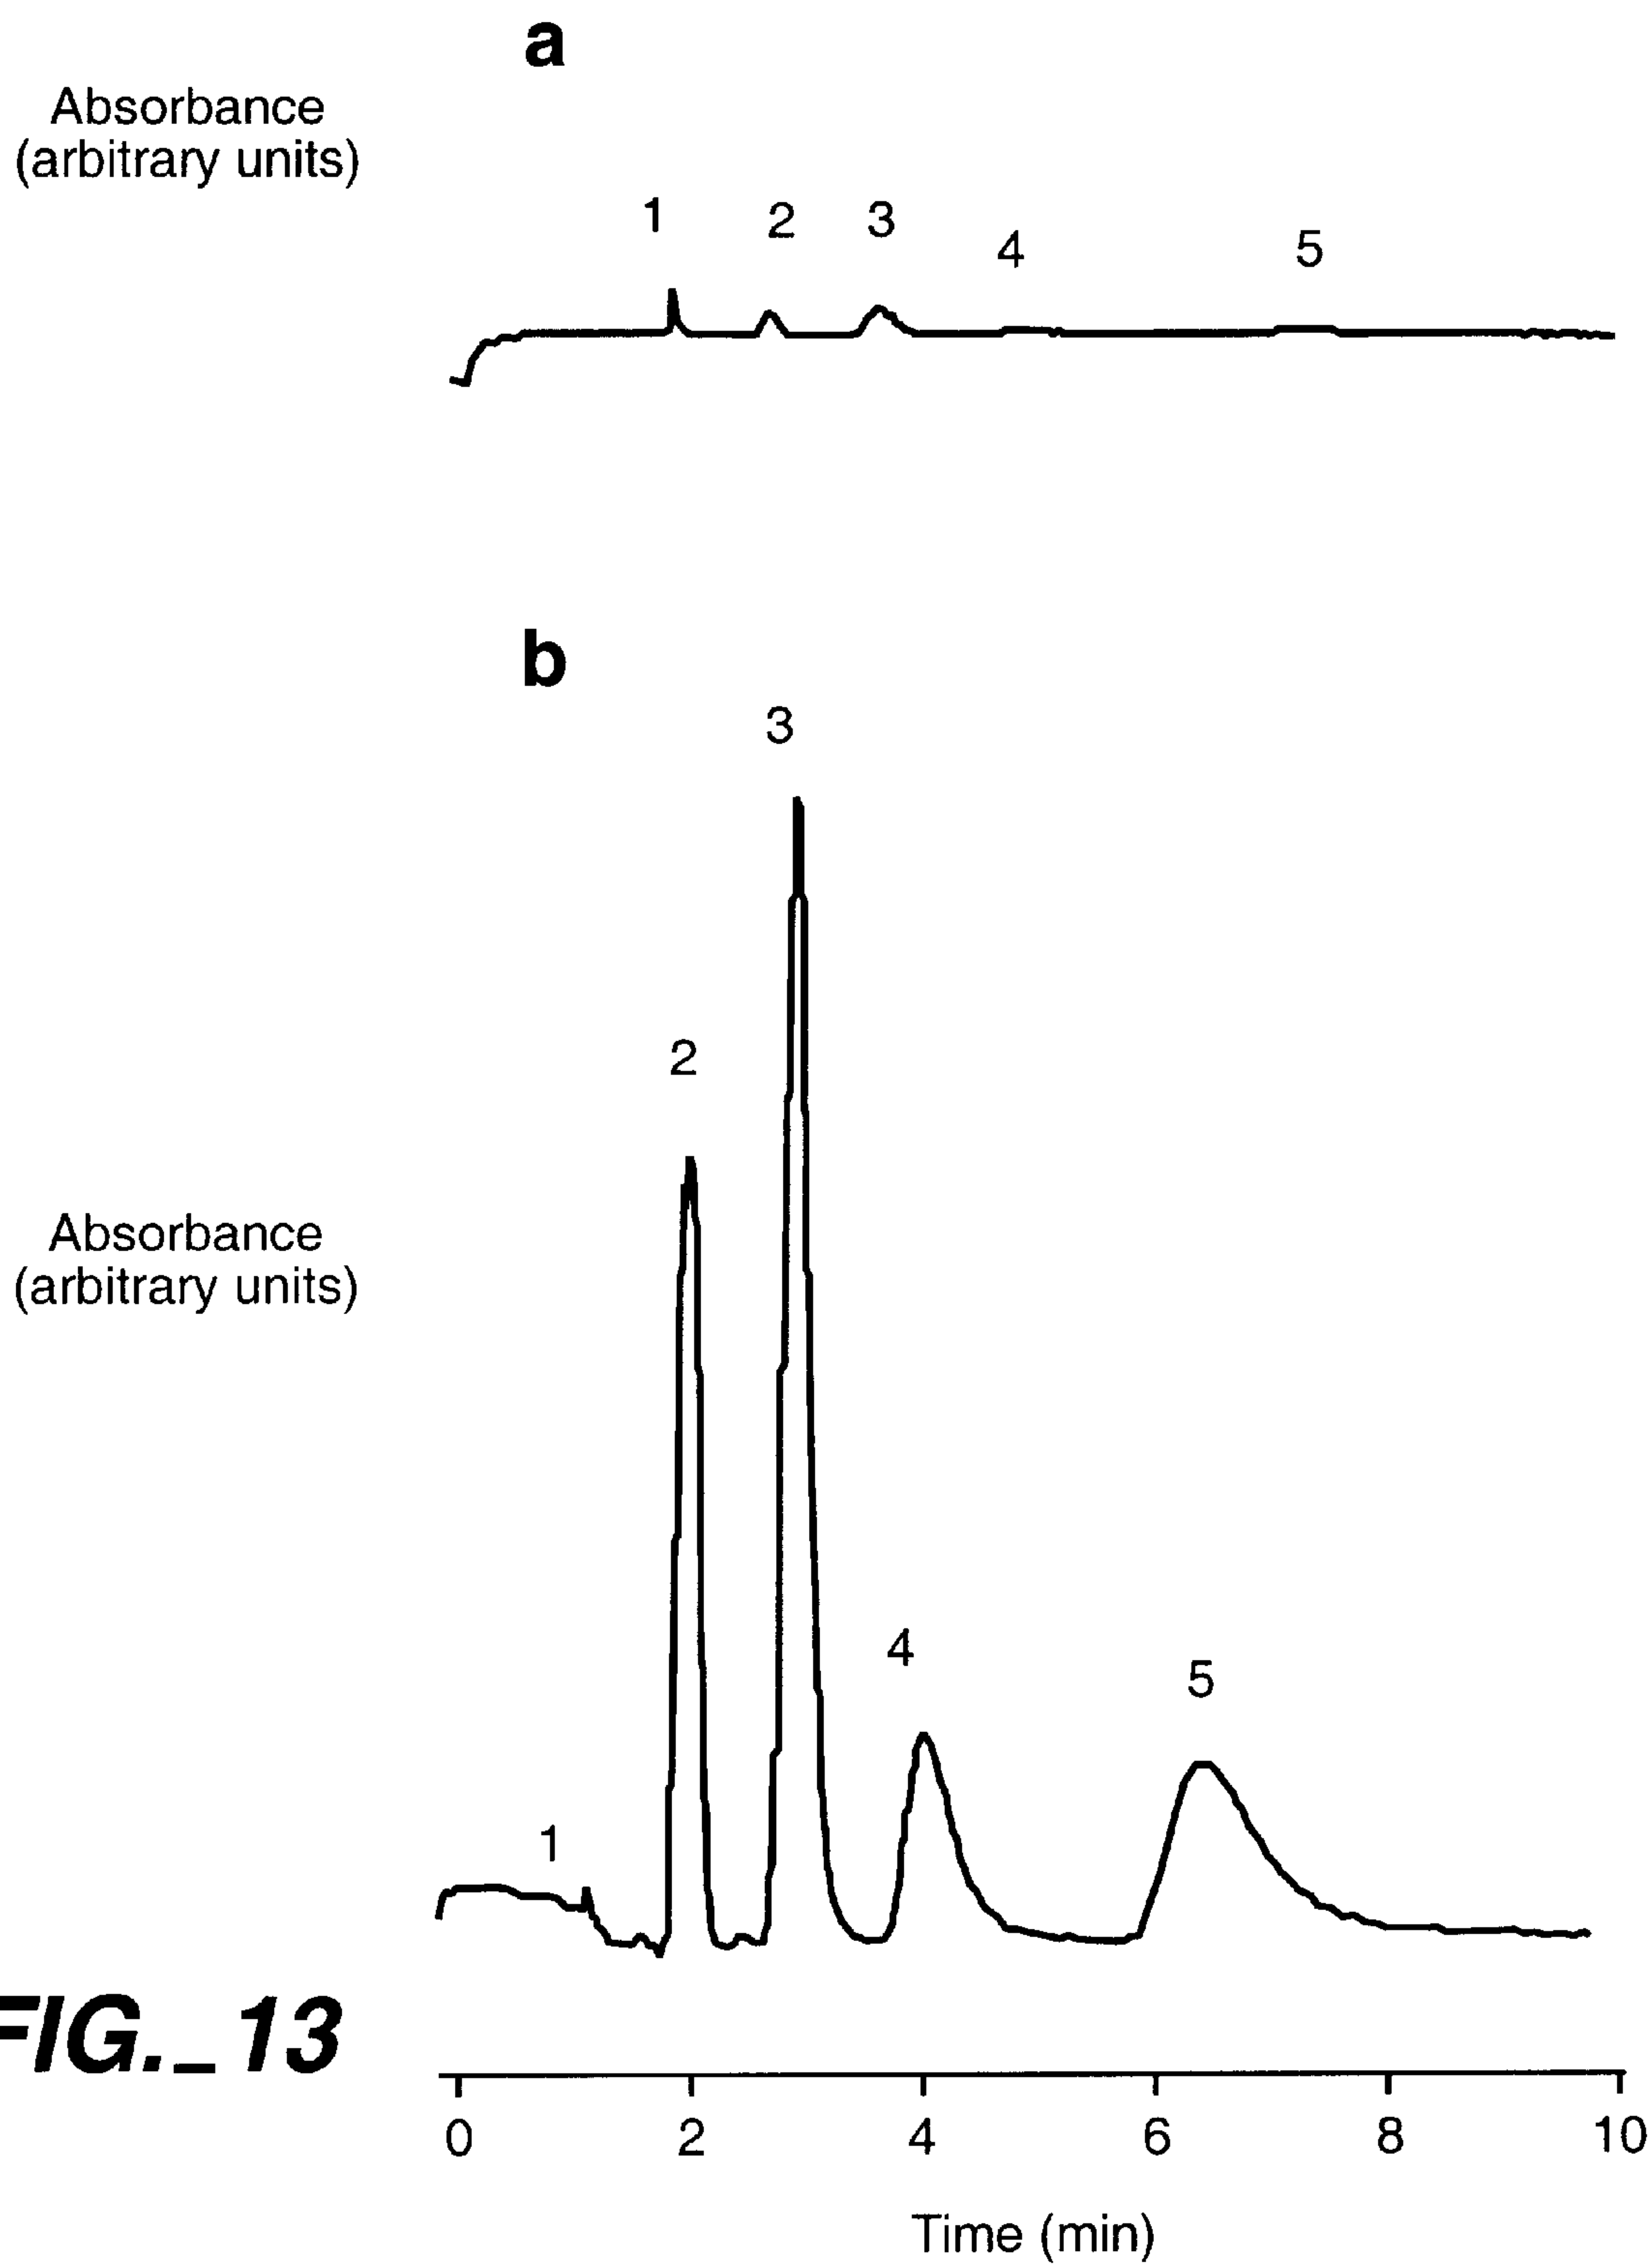 a
Absorbance
(arbitrary units)
1 2 3 4 5
b
3
2
Absorbance
(arbitrary units)
4
5
1
FIG._13
0 2 4 6 8 10
Time (min)